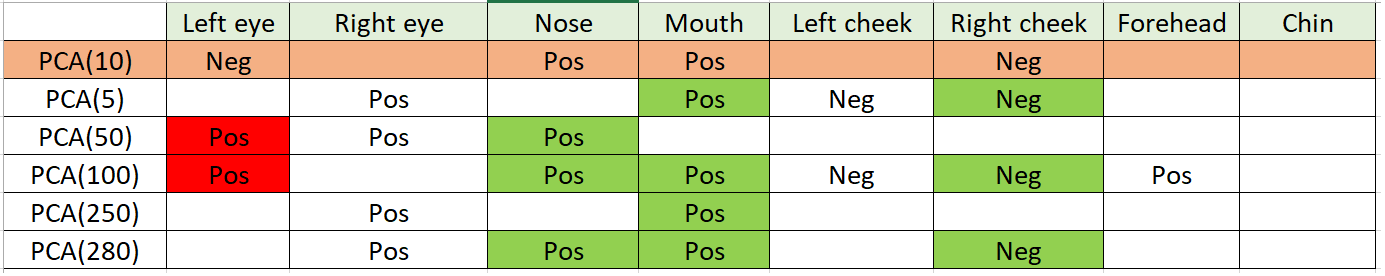 Left eye Right eye Nose Mouth Left cheek Right cheek Forehead Chin
PCA(10) Neg Pos Pos Neg
PCA(5) Pos Pos Neg Neg
PCA(50) Pos Pos Pos
PCA(100) Pos Pos Pos Neg Neg Pos
PCA(250) Pos Pos
PCA(280) Pos Pos Pos Neg